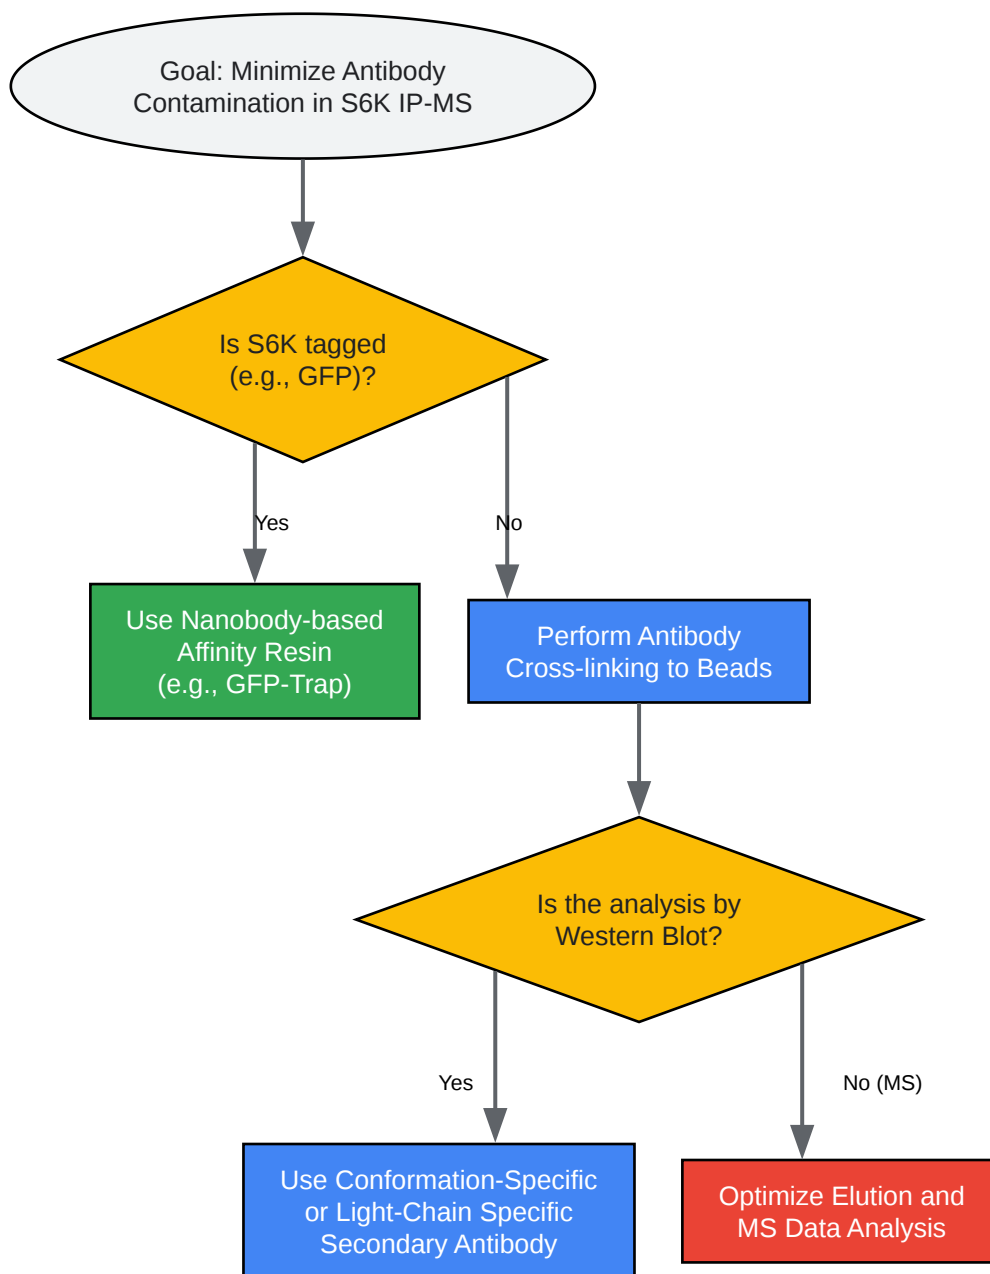 Goal: Minimize Antibody
Contamination in S6K IP-MS
Is S6K tagged
(e.g., GFP)?
Yes
No
Use Nanobody-based
Affinity Resin
(e.g., GFP-Trap)
Perform Antibody
Cross-linking to Beads
Is the analysis by
Western Blot?
Yes
No (MS)
Use Conformation-Specific
or Light-Chain Specific
Secondary Antibody
Optimize Elution and
MS Data Analysis